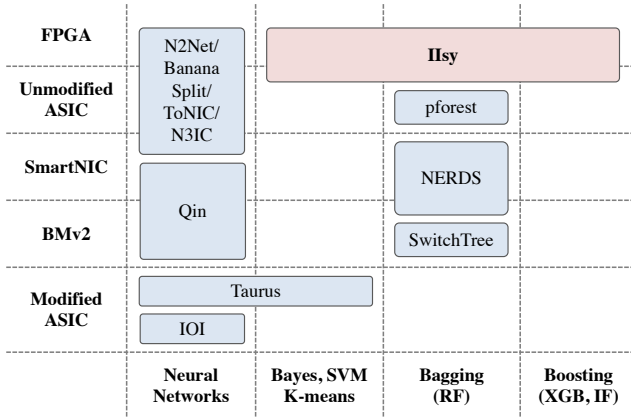 FPGA
N2Net/
Banana
Split/
ToNIC/
N3IC
IIsy
Unmodified
ASIC
pforest
SmartNIC
Qin
NERDS
BMv2
SwitchTree
Modified
ASIC
Taurus
IOI
Neural
Networks
Bayes, SVM
K-means
Bagging
(RF)
Boosting
(XGB, IF)